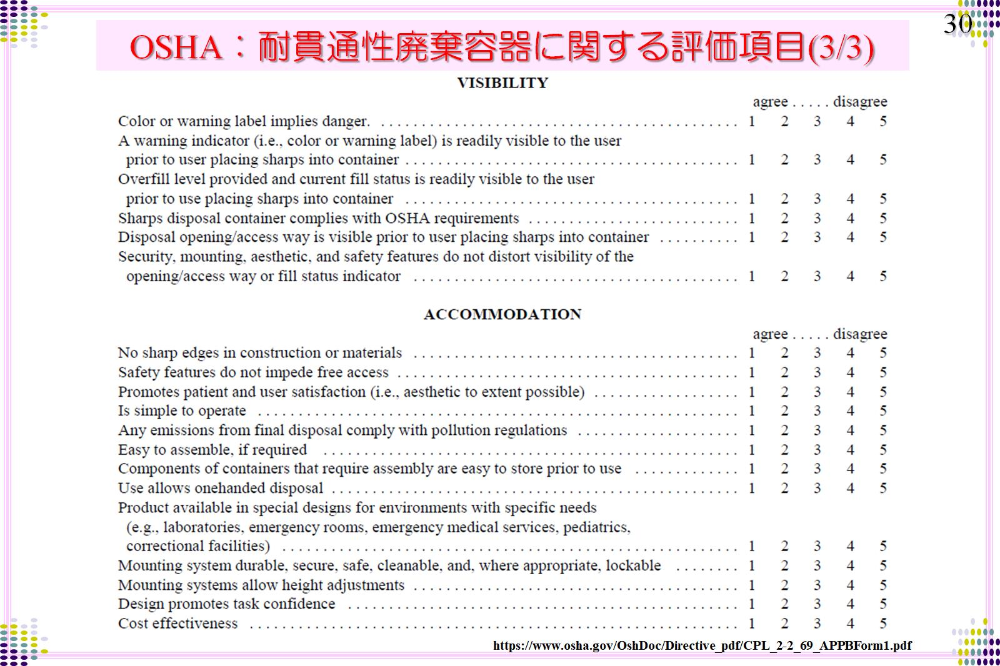 30
OSHA：耐貫通性廃棄容器に関する評価項目(3/3)
VISIBILITY
agree . . . . . disagree
Color or warning label implies danger. . . . . . . . . . . . . . . . . . . . . . . . . . . . . . . . . . . . . . . . . . . . . 1 2 3 4 5
A warning indicator (i.e., color or warning label) is readily visible to the user
prior to user placing sharps into container . . . . . . . . . . . . . . . . . . . . . . . . . . . . . . . . . . . . . . . . . 1 2 3 4 5
Overfill level provided and current fill status is readily visible to the user
prior to use placing sharps into container . . . . . . . . . . . . . . . . . . . . . . . . . . . . . . . . . . . . . . . . . 1 2 3 4 5
Sharps disposal container complies with OSHA requirements . . . . . . . . . . . . . . . . . . . . . . . . . . 1 2 3 4 5
Disposal opening/access way is visible prior to user placing sharps into container . . . . . . . . . . 1 2 3 4 5
Security, mounting, aesthetic, and safety features do not distort visibility of the
opening/access way or fill status indicator . . . . . . . . . . . . . . . . . . . . . . . . . . . . . . . . . . . . . . . . 1 2 3 4 5
ACCOMMODATION
agree . . . . . disagree
No sharp edges in construction or materials . . . . . . . . . . . . . . . . . . . . . . . . . . . . . . . . . . . . . . . . 1 2 3 4 5
Safety features do not impede free access . . . . . . . . . . . . . . . . . . . . . . . . . . . . . . . . . . . . . . . . . . 1 2 3 4 5
Promotes patient and user satisfaction (i.e., aesthetic to extent possible) . . . . . . . . . . . . . . . . . . 1 2 3 4 5
Is simple to operate . . . . . . . . . . . . . . . . . . . . . . . . . . . . . . . . . . . . . . . . . . . . . . . . . . . . . . . . . . . 1 2 3 4 5
Any emissions from final disposal comply with pollution regulations . . . . . . . . . . . . . . . . . . . . 1 2 3 4 5
Easy to assemble, if required . . . . . . . . . . . . . . . . . . . . . . . . . . . . . . . . . . . . . . . . . . . . . . . . . . . 1 2 3 4 5
Components of containers that require assembly are easy to store prior to use . . . . . . . . . . . . . 1 2 3 4 5
Use allows onehanded disposal . . . . . . . . . . . . . . . . . . . . . . . . . . . . . . . . . . . . . . . . . . . . . . . . . . 1 2 3 4 5
Product available in special designs for environments with specific needs
(e.g., laboratories, emergency rooms, emergency medical services, pediatrics,
correctional facilities) . . . . . . . . . . . . . . . . . . . . . . . . . . . . . . . . . . . . . . . . . . . . . . . . . . . . . . . . 1 2 3 4 5
Mounting system durable, secure, safe, cleanable, and, where appropriate, lockable . . . . . . . . 1 2 3 4 5
Mounting systems allow height adjustments . . . . . . . . . . . . . . . . . . . . . . . . . . . . . . . . . . . . . . . . 1 2 3 4 5
Design promotes task confidence . . . . . . . . . . . . . . . . . . . . . . . . . . . . . . . . . . . . . . . . . . . . . . . . 1 2 3 4 5
Cost effectiveness . . . . . . . . . . . . . . . . . . . . . . . . . . . . . . . . . . . . . . . . . . . . . . . . . . . . . . . . . . . . 1 2 3 4 5
https://www.osha.gov/OshDoc/Directive_pdf/CPL_2-2_69_APPBForm1.pdf